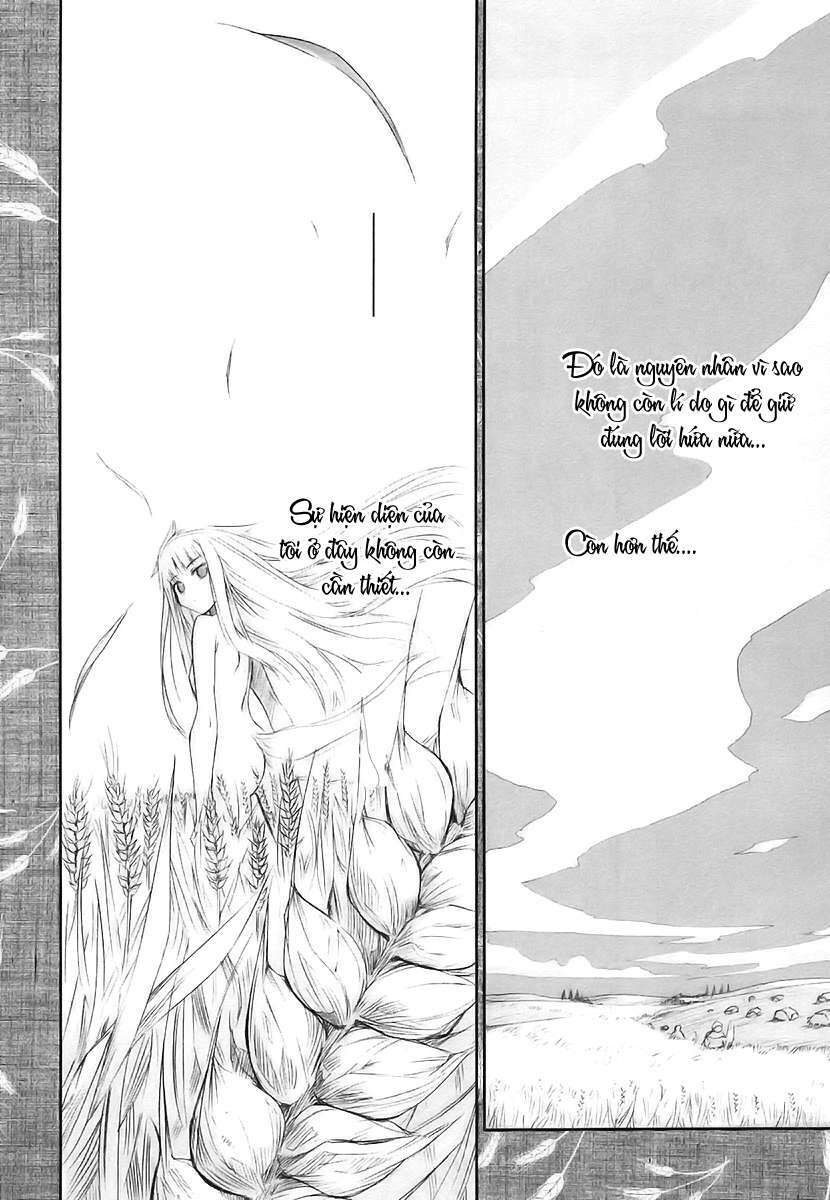 Đó là nguyên nhân vì sao
không còn lí do gì để giữ
đúng lời hứa nữa...
Còn hơn thế....
Sự hiện diện của
tôi ở đây không còn
cần thiết...